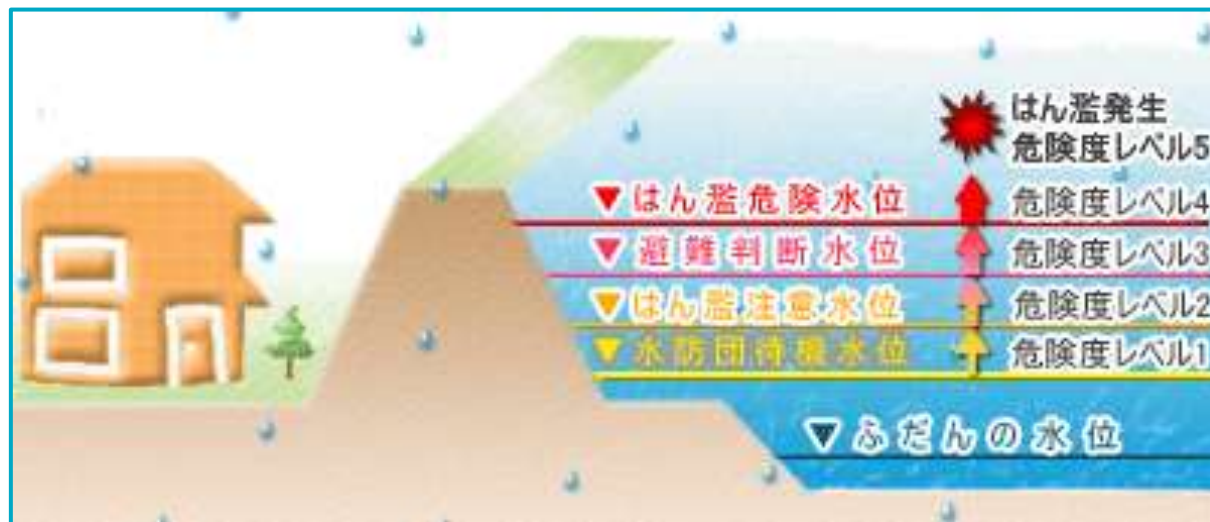 はん濫発生
危険度レベル5
▼はん濫危険水位
危険度レベル4
▼避難判断水位
危険度レベル3
▼はん濫注意水位
危険度レベル2
▼水防団待機水位
危険度レベル1
▼ふだんの水位